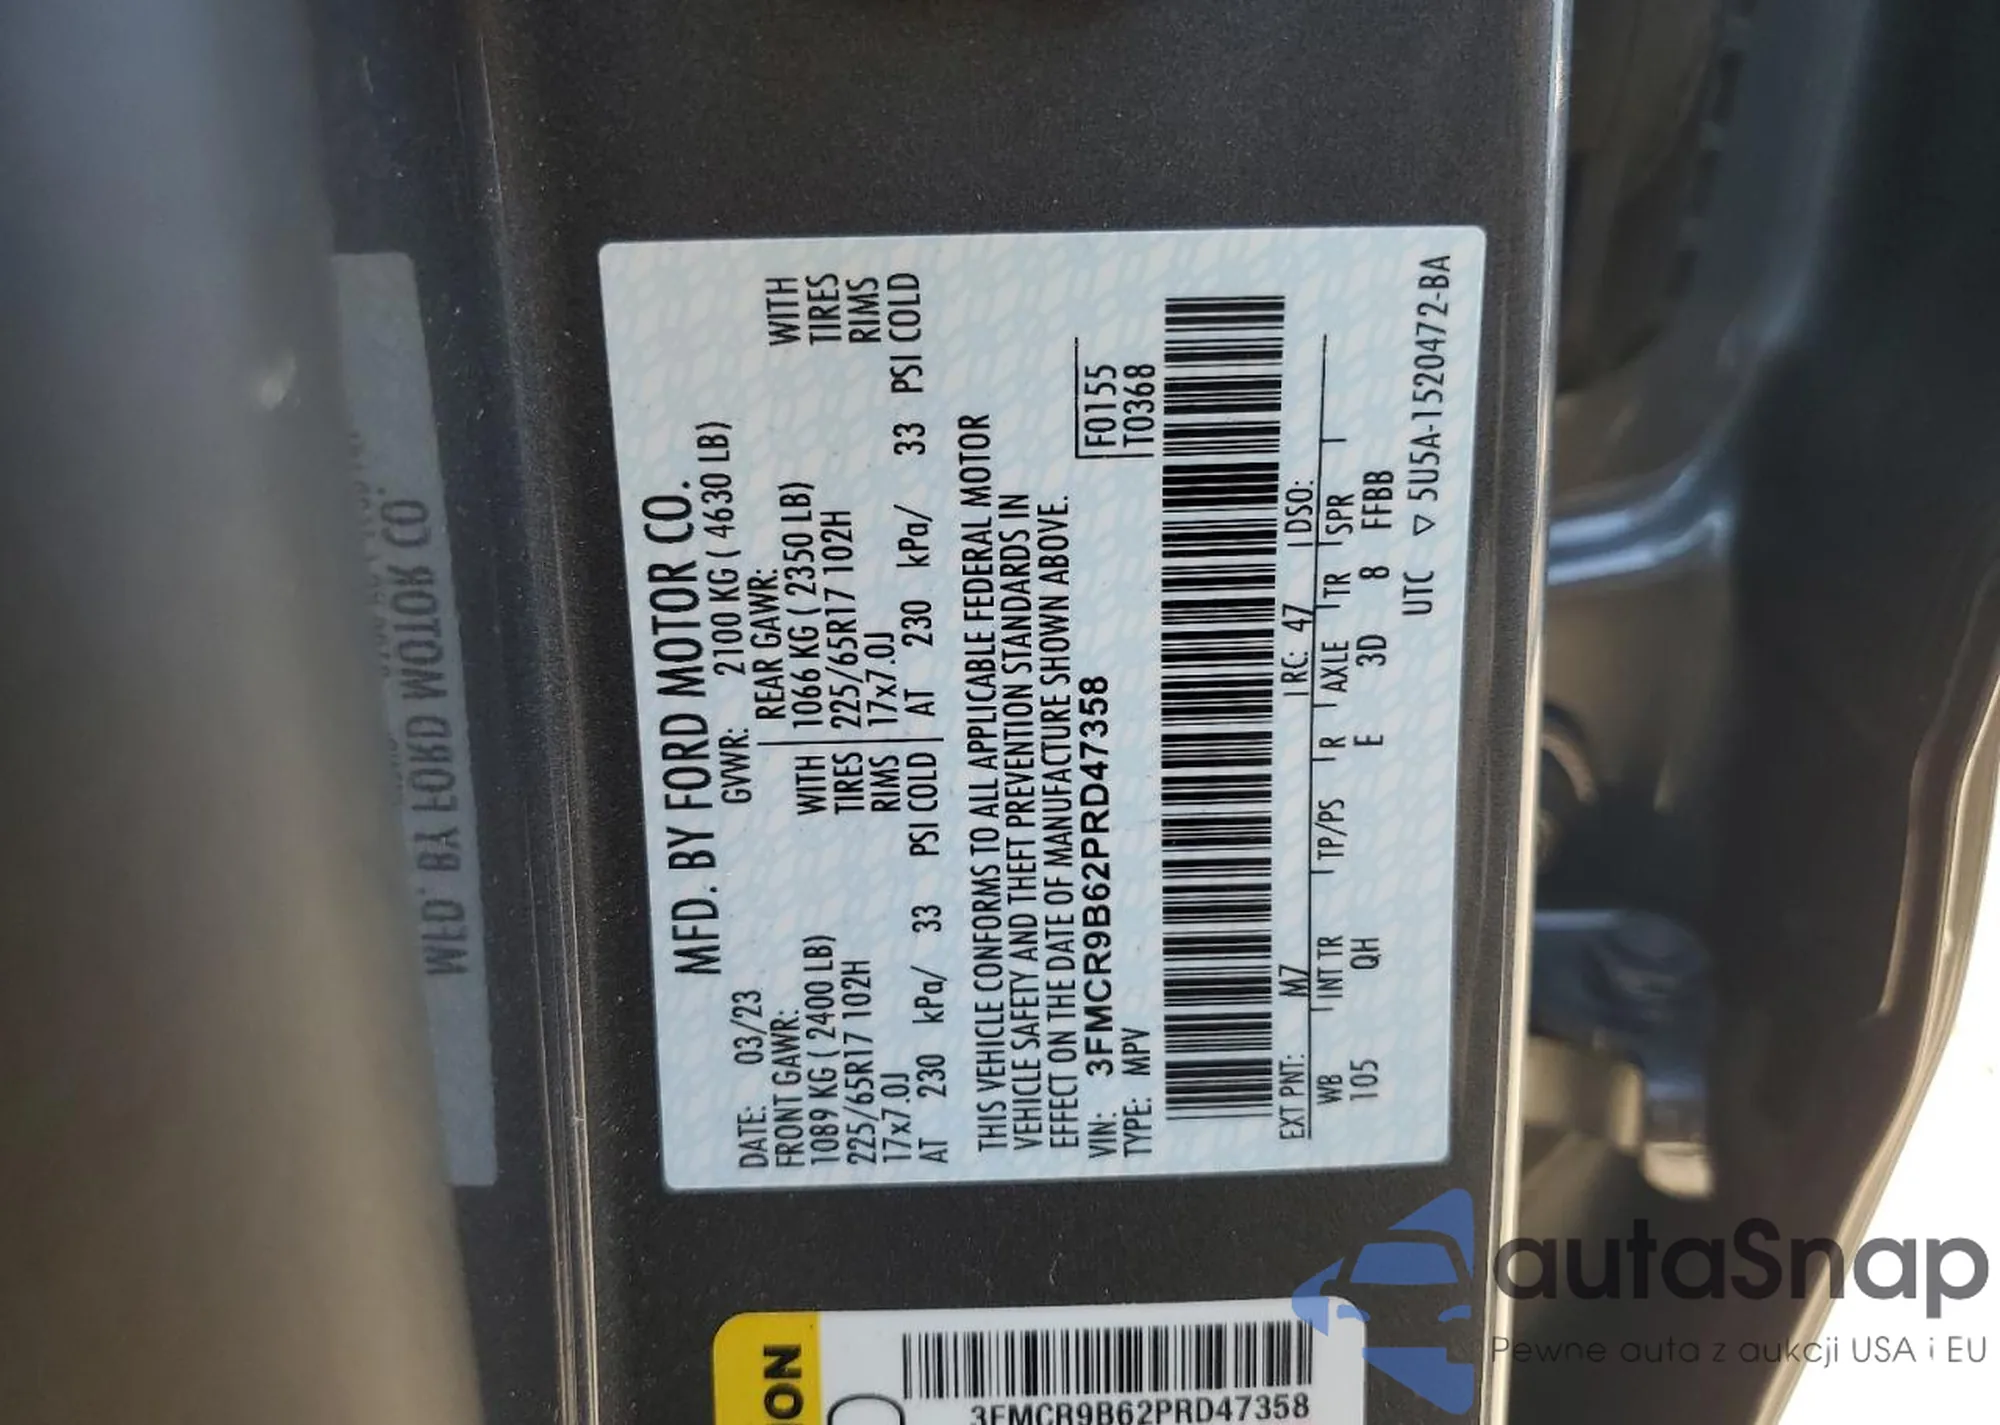 MFD. BY FORD MOTOR CO.
DATE: 03/23 GVWR: 2100 KG ( 4630 LB)
FRONT GAWR: REAR GAWR:
1089 KG ( 2400 LB) WITH 1066 KG ( 2350 LB) WITH
225/65R17 102H TIRES 225/65R17 102H TIRES
17x7.0J RIMS 17x7.0J RIMS
AT 230 kPa/ 33 PSI COLD AT 230 kPa/ 33 PSI COLD
THIS VEHICLE CONFORMS TO ALL APPLICABLE FEDERAL MOTOR
VEHICLE SAFETY AND THEFT PREVENTION STANDARDS IN
EFFECT ON THE DATE OF MANUFACTURE SHOWN ABOVE.
VIN: 3FMCR9B62PRD47358 F0155
TYPE: MPV T0368
EXT PNT: M7 RC: 47 DSO:
WB INT TR TP/PS R AXLE TR SPR
105 QH E 3D 8 FFBB
UTC ▽ 5U5A-1520472-BA
ION
3FMCR9B62PRD47358
MFD. BY FORD MOTOR CO.
autaSnap
Pewne auta z aukcji USA i EU